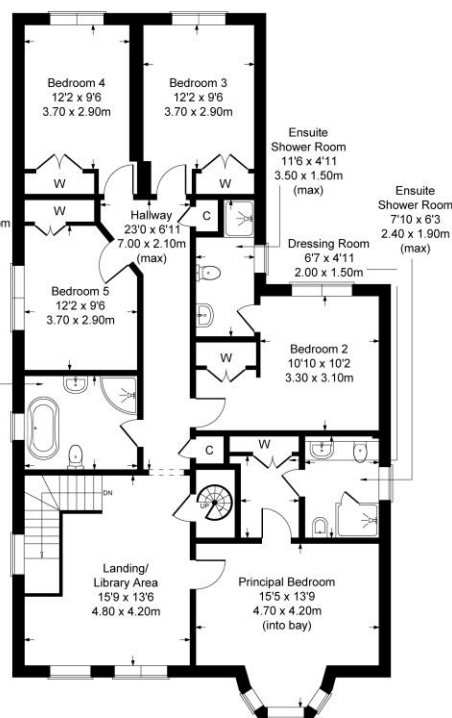 Bedroom 4
12'2 x 9'6
3.70 x 2.90m
Bedroom 3
12'2 x 9'6
3.70 x 2.90m
Ensuite
Shower Room
11'6 x 4'11
3.50 x 1.50m
(max)
Ensuite
Shower Room
7'10 x 6'3
2.40 x 1.90m
(max)
W
W
W
Hallway
23'0 x 6'11
7.00 x 2.10m
(max)
C
Dressing Room
6'7 x 4'11
2.00 x 1.50m
Bedroom 5
12'2 x 9'6
3.70 x 2.90m
W
Bedroom 2
10'10 x 10'2
3.30 x 3.10m
C
W
DN
UP
Landing/
Library Area
15'9 x 13'6
4.80 x 4.20m
Principal Bedroom
15'5 x 13'9
4.70 x 4.20m
(into bay)